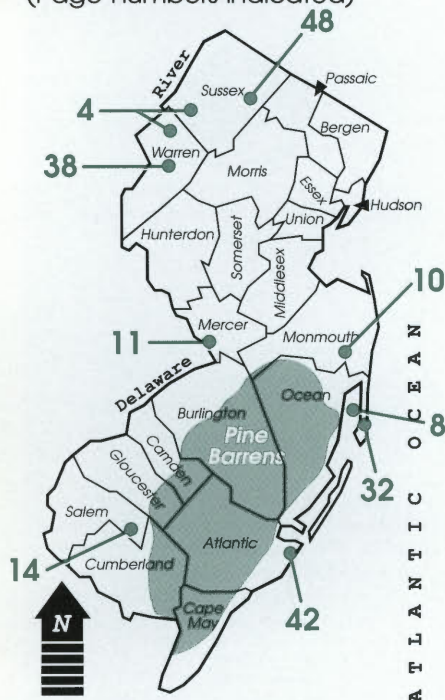 (Page numbers indicated)
48
River
Passaic
Sussex
4
Bergen
Warren
38
Morris
Essex
Hudson
Union
Hunterdon
Somerset
Middlesex
10
Mercer
11
Monmouth
Delaware
Ocean
8
Burlington
Pine
Barrens
32
Camden
Gloucester
Salem
14
Atlantic
Cumberland
42
Cape
May
N
ATLANTIC OCEAN